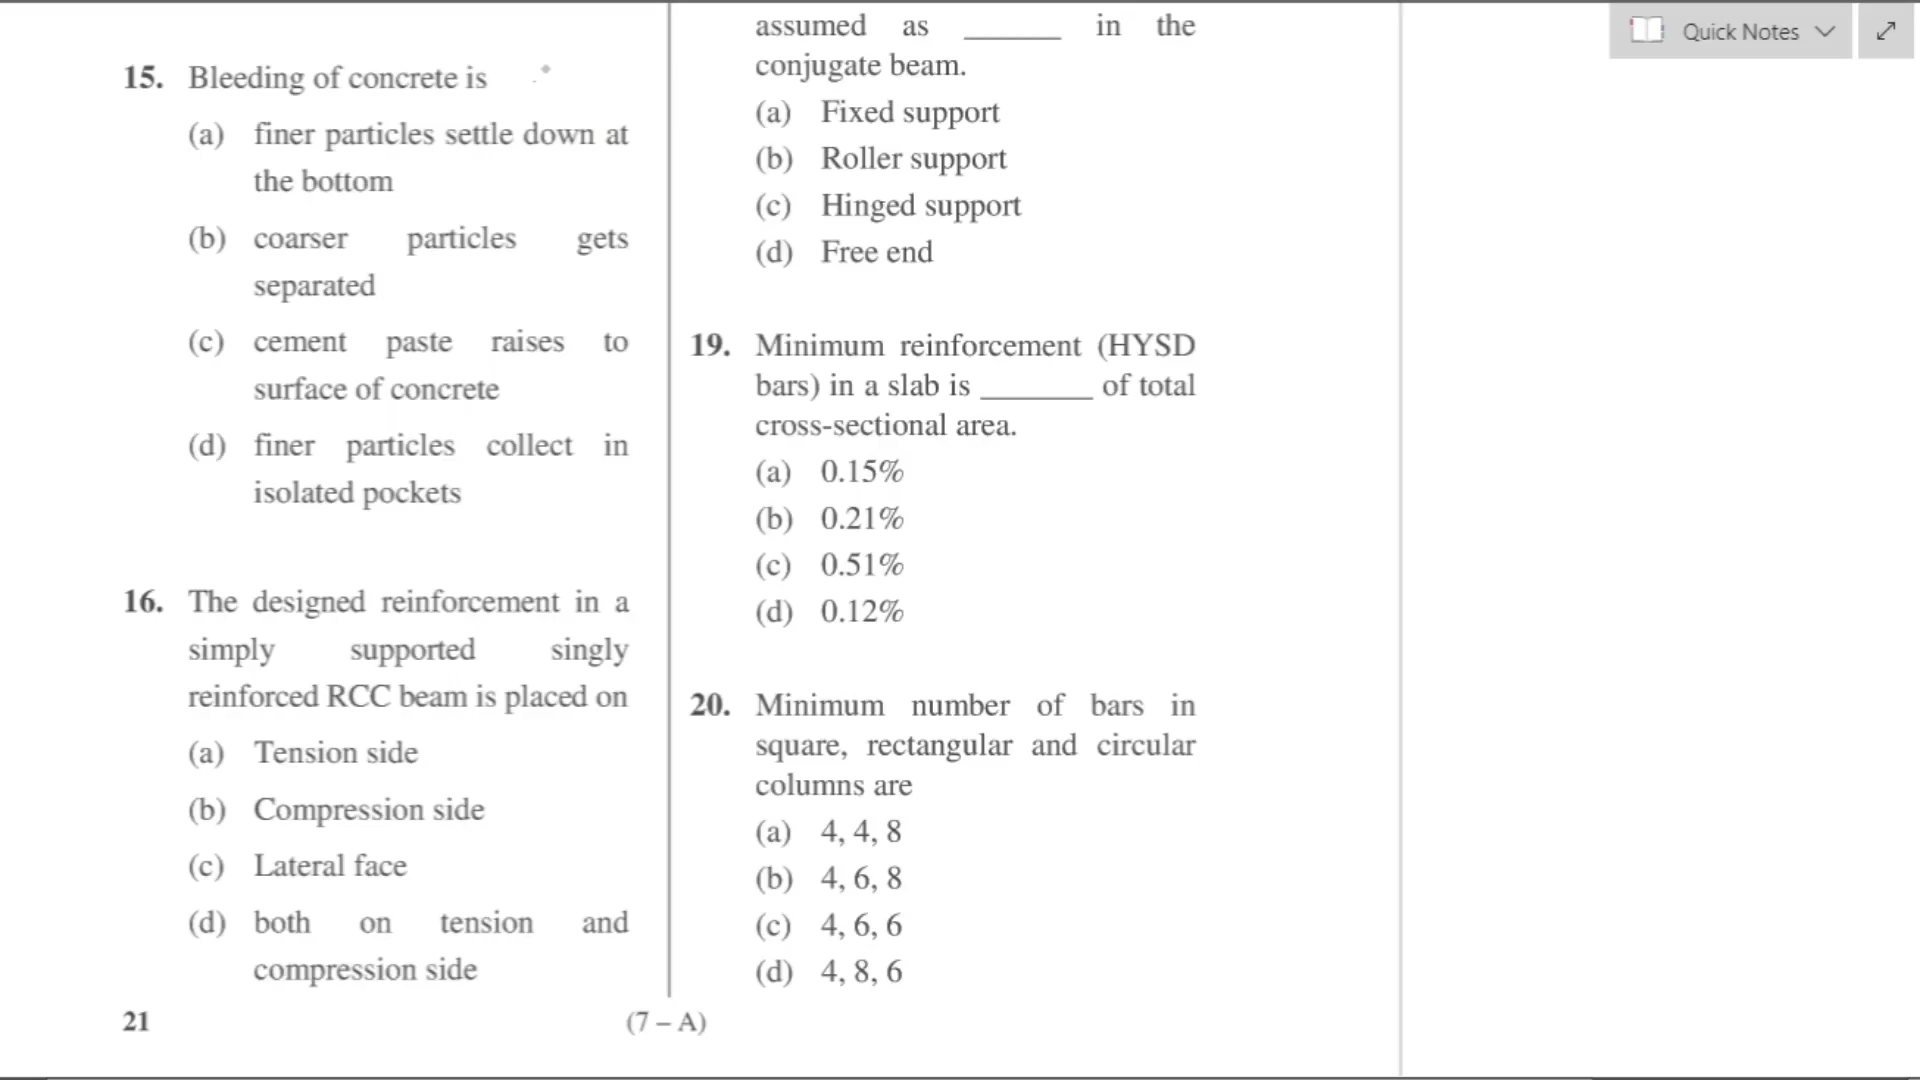 15. Bleeding of concrete is
(a) finer particles settle down at
the bottom
(b) coarser particles gets
separated
(c) cement paste raises to
surface of concrete
(d) finer particles collect in
isolated pockets
16. The designed reinforcement in a
simply supported singly
reinforced RCC beam is placed on
(a) Tension side
(b) Compression side
(c) Lateral face
(d) both on tension and
compression side
21
(7 – A)
assumed as ______ in the
conjugate beam.
(a) Fixed support
(b) Roller support
(c) Hinged support
(d) Free end
19. Minimum reinforcement (HYSD
bars) in a slab is _______ of total
cross-sectional area.
(a) 0.15%
(b) 0.21%
(c) 0.51%
(d) 0.12%
20. Minimum number of bars in
square, rectangular and circular
columns are
(a) 4, 4, 8
(b) 4, 6, 8
(c) 4, 6, 6
(d) 4, 8, 6
Quick Notes